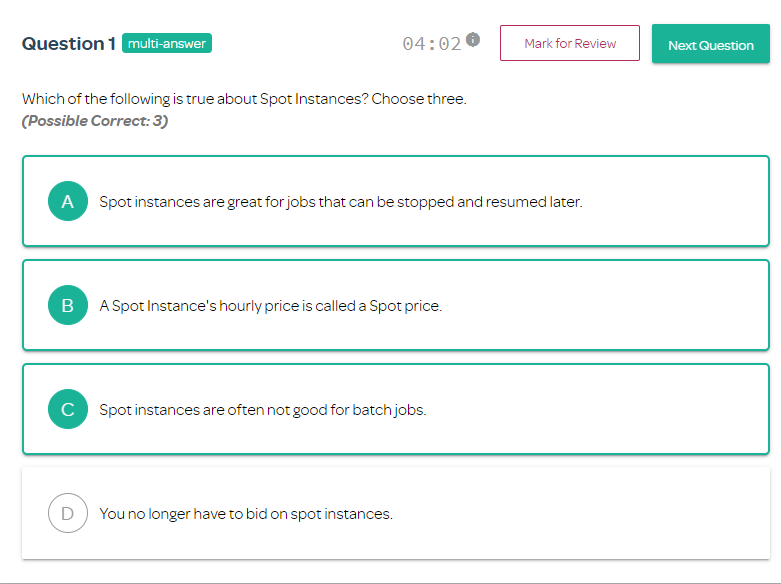 Question 1 multi-answer 04:02 i Mark for Review Next Question
Which of the following is true about Spot Instances? Choose three.
(Possible Correct: 3)
A Spot instances are great for jobs that can be stopped and resumed later.
B A Spot Instance's hourly price is called a Spot price.
C Spot instances are often not good for batch jobs.
D You no longer have to bid on spot instances.